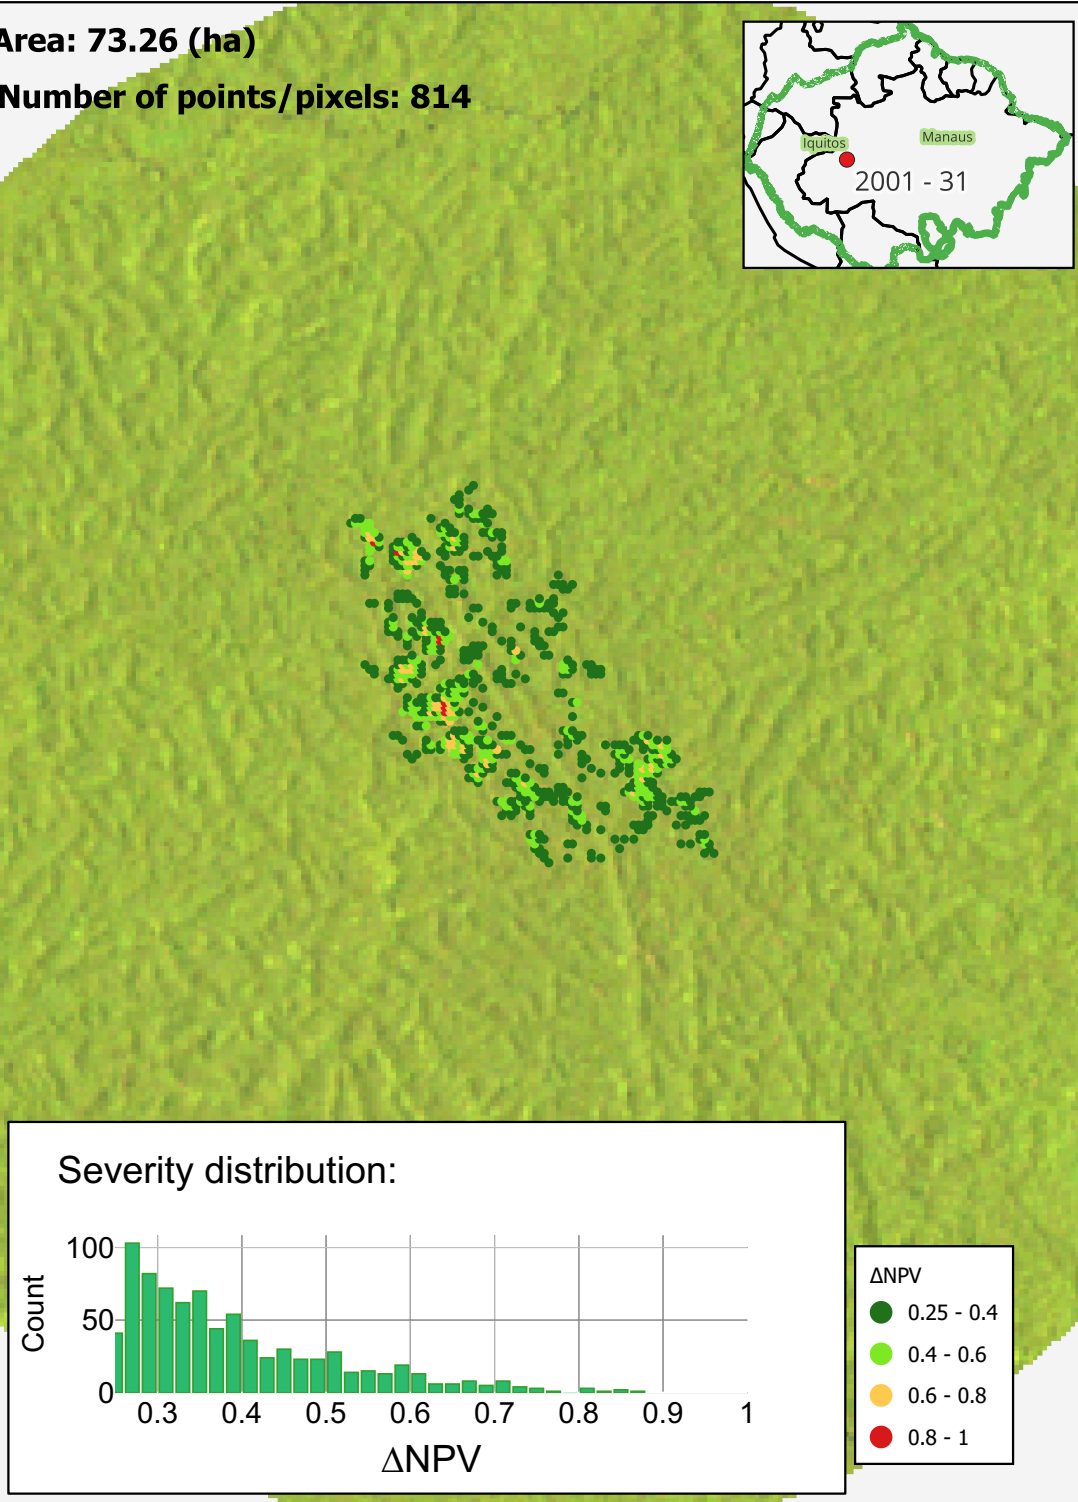 Area: 73.26 (ha)
Number of points/pixels: 814
Iquitos
Manaus
2001 - 31
Severity distribution:
100
50
0
Count
0.3 0.4 0.5 0.6 0.7 0.8 0.9 1
ΔNPV
ΔNPV
0.25 - 0.4
0.4 - 0.6
0.6 - 0.8
0.8 - 1